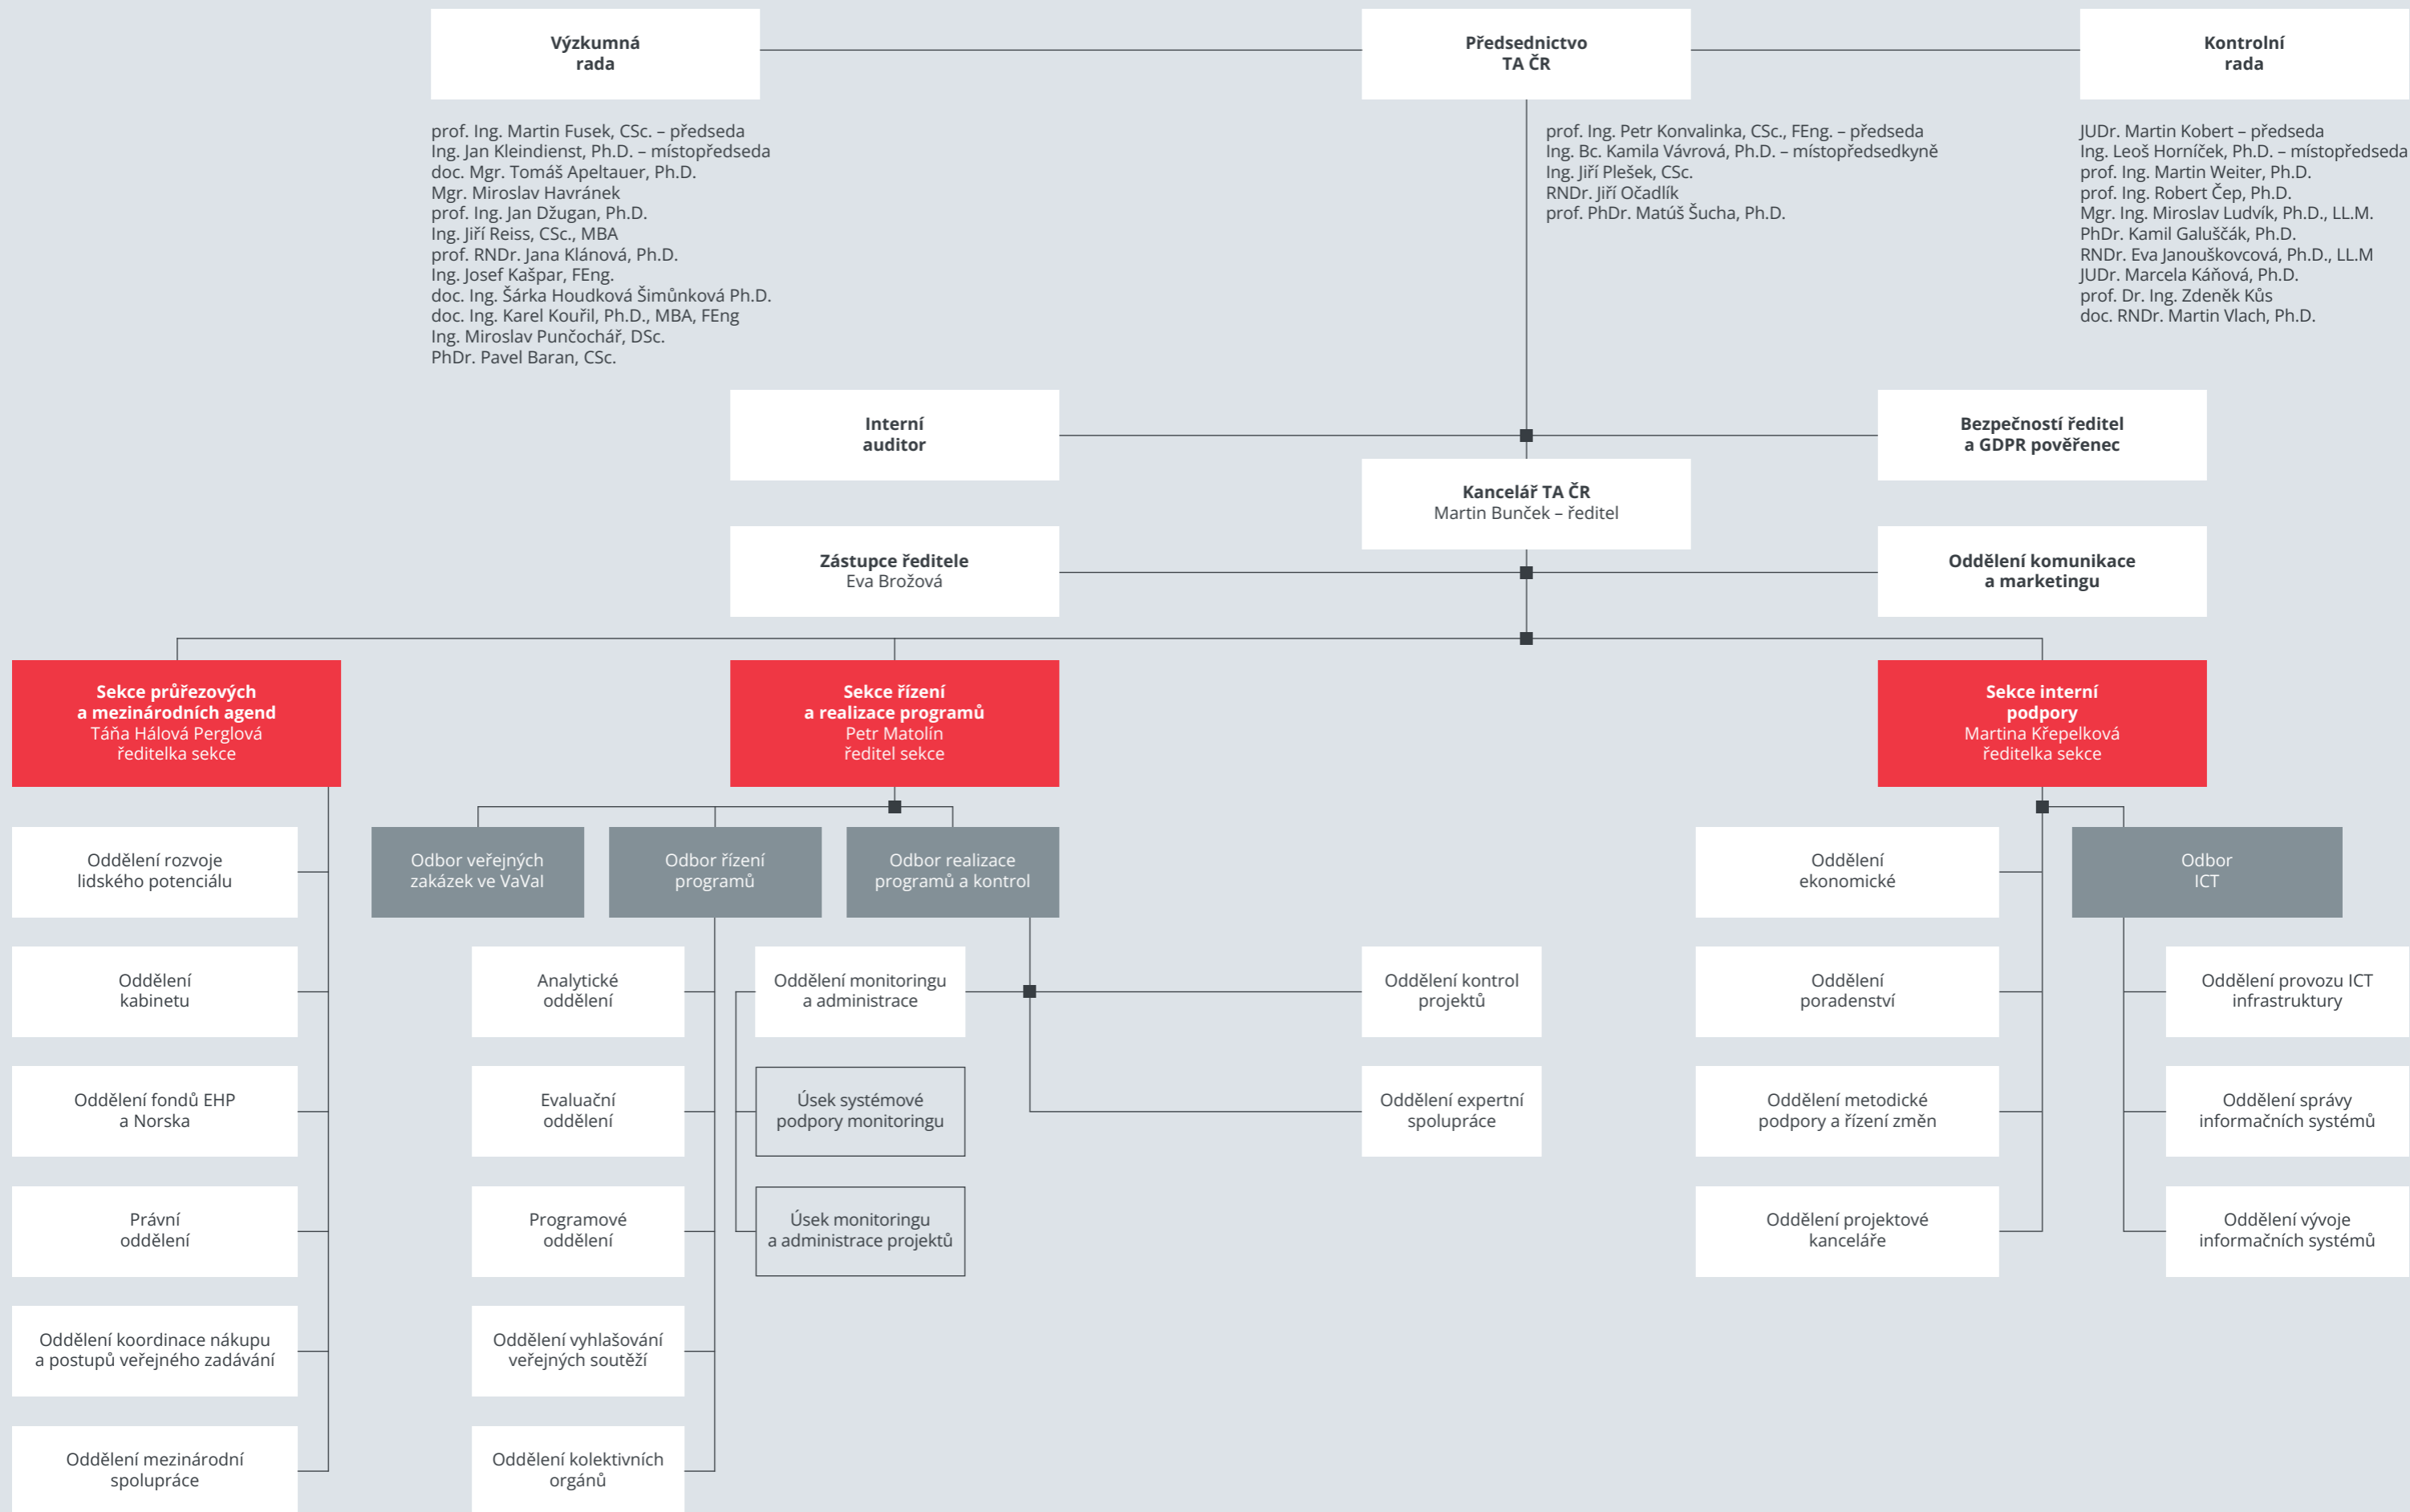 Výzkumná
rada
Předsednictvo
TA ČR
Kontrolní
rada
prof. Ing. Martin Fusek, CSc. – předseda
Ing. Jan Kleindienst, Ph.D. – místopředseda
doc. Mgr. Tomáš Apeltauer, Ph.D.
Mgr. Miroslav Havránek
prof. Ing. Jan Džugan, Ph.D.
Ing. Jiří Reiss, CSc., MBA
prof. RNDr. Jana Klánová, Ph.D.
Ing. Josef Kašpar, FEng.
doc. Ing. Šárka Houdková Šimůnková Ph.D.
doc. Ing. Karel Kouřil, Ph.D., MBA, FEng
Ing. Miroslav Punčochář, DSc.
PhDr. Pavel Baran, CSc.
prof. Ing. Petr Konvalinka, CSc., FEng. – předseda
Ing. Bc. Kamila Vávrová, Ph.D. – místopředsedkyně
Ing. Jiří Plešek, CSc.
RNDr. Jiří Očadlík
prof. PhDr. Matúš Šucha, Ph.D.
JUDr. Martin Kobert – předseda
Ing. Leoš Horníček, Ph.D. – místopředseda
prof. Ing. Martin Weiter, Ph.D.
prof. Ing. Robert Čep, Ph.D.
Mgr. Ing. Miroslav Ludvík, Ph.D., LL.M.
PhDr. Kamil Galuščák, Ph.D.
RNDr. Eva Janouškovcová, Ph.D., LL.M
JUDr. Marcela Káňová, Ph.D.
prof. Dr. Ing. Zdeněk Kůs
doc. RNDr. Martin Vlach, Ph.D.
Interní
auditor
Bezpečností ředitel
a GDPR pověřenec
Kancelář TA ČR
Martin Bunček – ředitel
Zástupce ředitele
Eva Brožová
Oddělení komunikace
a marketingu
Sekce průřezových
a mezinárodních agend
Táňa Hálová Perglová
ředitelka sekce
Sekce řízení
a realizace programů
Petr Matolín
ředitel sekce
Sekce interní
podpory
Martina Křepelková
ředitelka sekce
Oddělení rozvoje
lidského potenciálu
Odbor veřejných
zakázek ve VaVaI
Odbor řízení
programů
Odbor realizace
programů a kontrol
Oddělení
ekonomické
Odbor
ICT
Oddělení
kabinetu
Analytické
oddělení
Oddělení monitoringu
a administrace
Oddělení kontrol
projektů
Oddělení
poradenství
Oddělení provozu ICT
infrastruktury
Oddělení fondů EHP
a Norska
Evaluační
oddělení
Úsek systémové
podpory monitoringu
Oddělení expertní
spolupráce
Oddělení metodické
podpory a řízení změn
Oddělení správy
informačních systémů
Právní
oddělení
Programové
oddělení
Úsek monitoringu
a administrace projektů
Oddělení projektové
kanceláře
Oddělení vývoje
informačních systémů
Oddělení koordinace nákupu
a postupů veřejného zadávání
Oddělení vyhlašování
veřejných soutěží
Oddělení mezinárodní
spolupráce
Oddělení kolektivních
orgánů